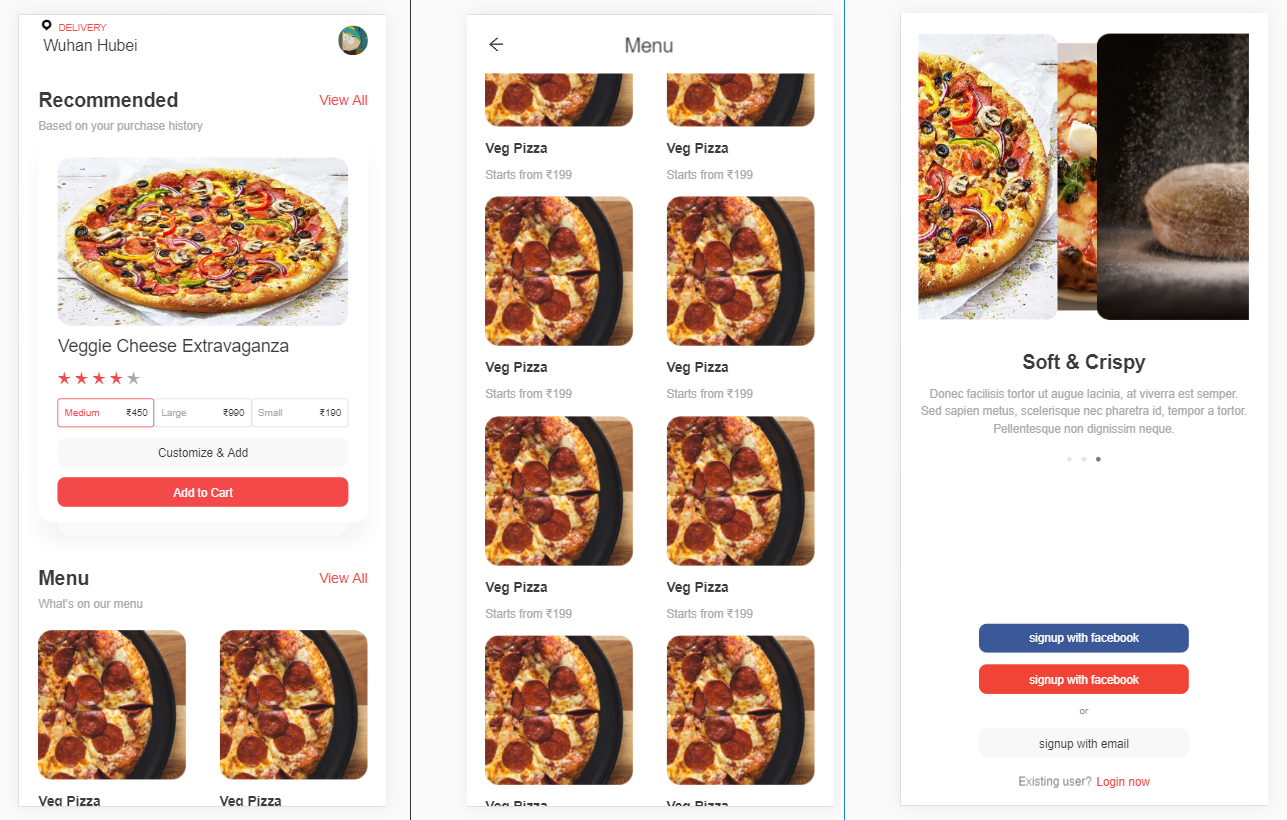 DELIVERY
Wuhan Hubei
Recommended
View All
Based on your purchase history
Veggie Cheese Extravaganza
Medium ₹450
Large ₹990
Small ₹190
Customize & Add
Add to Cart
Menu
View All
What's on our menu
Veg Pizza
Veg Pizza
Menu
Veg Pizza
Veg Pizza
Starts from ₹199
Starts from ₹199
Veg Pizza
Veg Pizza
Starts from ₹199
Starts from ₹199
Veg Pizza
Veg Pizza
Starts from ₹199
Starts from ₹199
Veg Pizza
Veg Pizza
Soft & Crispy
Donec facilisis tortor ut augue lacinia, at viverra est semper.
Sed sapien metus, scelerisque nec pharetra id, tempor a tortor.
Pellentesque non dignissim neque.
signup with facebook
signup with facebook
or
signup with email
Existing user? Login now